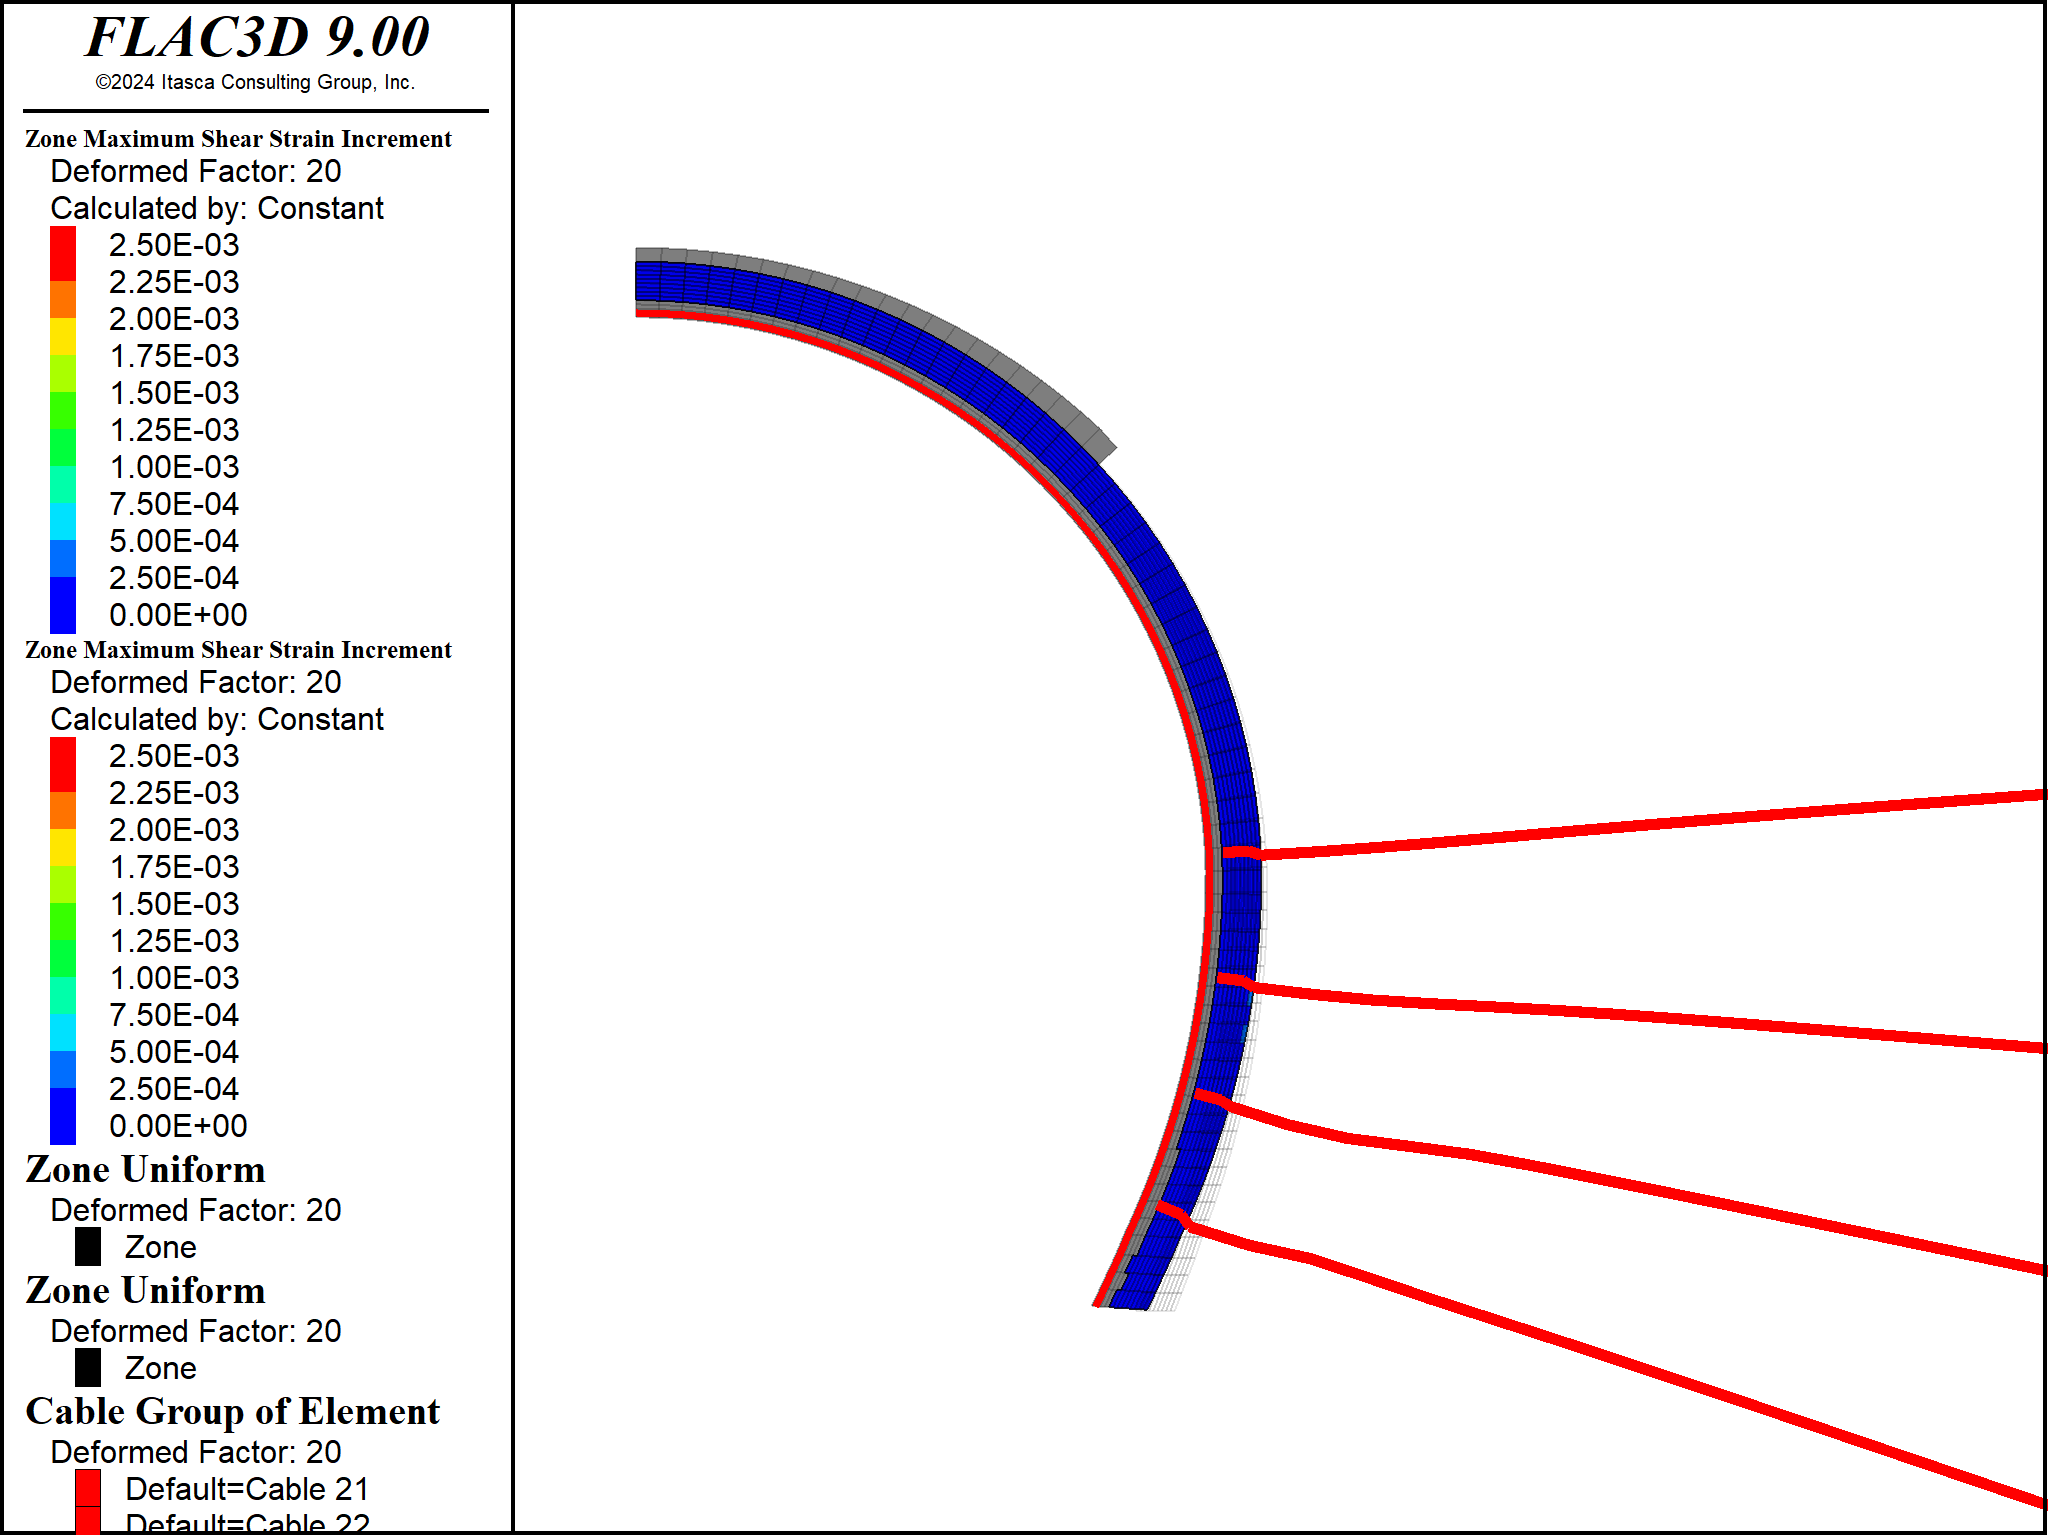 FLAC3D 9.00
©2024 Itasca Consulting Group, Inc.
Zone Maximum Shear Strain Increment
Deformed Factor: 20
Calculated by: Constant
2.50E-03
2.25E-03
2.00E-03
1.75E-03
1.50E-03
1.25E-03
1.00E-03
7.50E-04
5.00E-04
2.50E-04
0.00E+00
Zone Maximum Shear Strain Increment
Deformed Factor: 20
Calculated by: Constant
2.50E-03
2.25E-03
2.00E-03
1.75E-03
1.50E-03
1.25E-03
1.00E-03
7.50E-04
5.00E-04
2.50E-04
0.00E+00
Zone Uniform
Deformed Factor: 20
Zone
Zone Uniform
Deformed Factor: 20
Zone
Cable Group of Element
Deformed Factor: 20
Default=Cable 21
Default=Cable 22